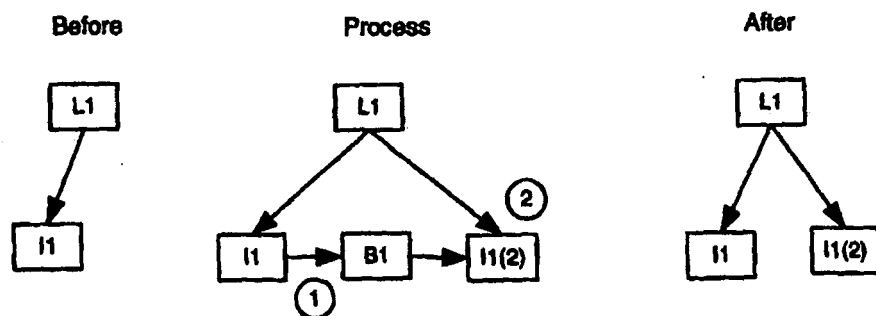 Before
Process
After
L1
L1
L1
I1
I1
B1
I1(2)
2
1
I1
I1(2)